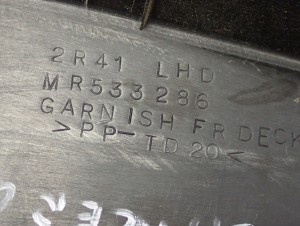 2R41 LHD
MR533286
GARNISH FR DECK
>PP-TD20<